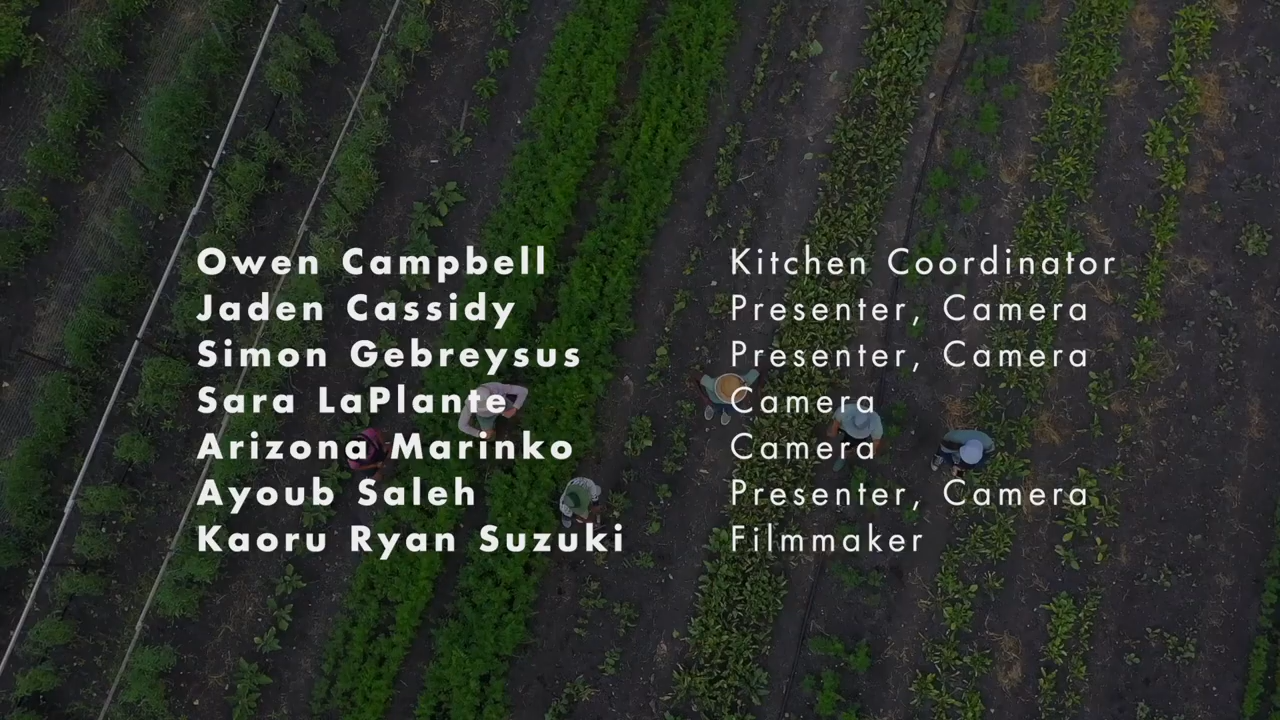 Owen Campbell Kitchen Coordinator
Jaden Cassidy Presenter, Camera
Simon Gebreysus Presenter, Camera
Sara LaPlante Camera
Arizona Marinko Camera
Ayoub Saleh Presenter, Camera
Kaoru Ryan Suzuki Filmmaker